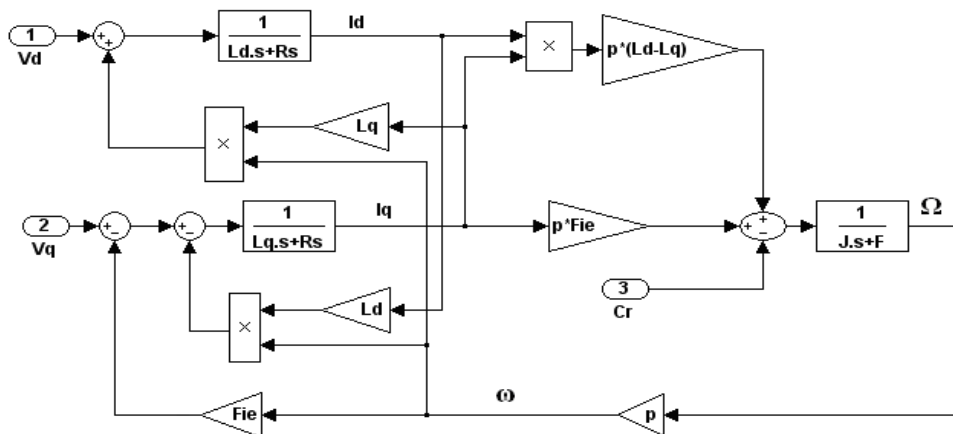 1
Vd
+
+
1
Ld.s+Rs
Id
×
p*(Ld-Lq)
×
Lq
2
Vq
+
−
+
−
1
Lq.s+Rs
Iq
p*Fie
+
+
−
1
J.s+F
Ω
3
Cr
×
Ld
Fie
ω
p